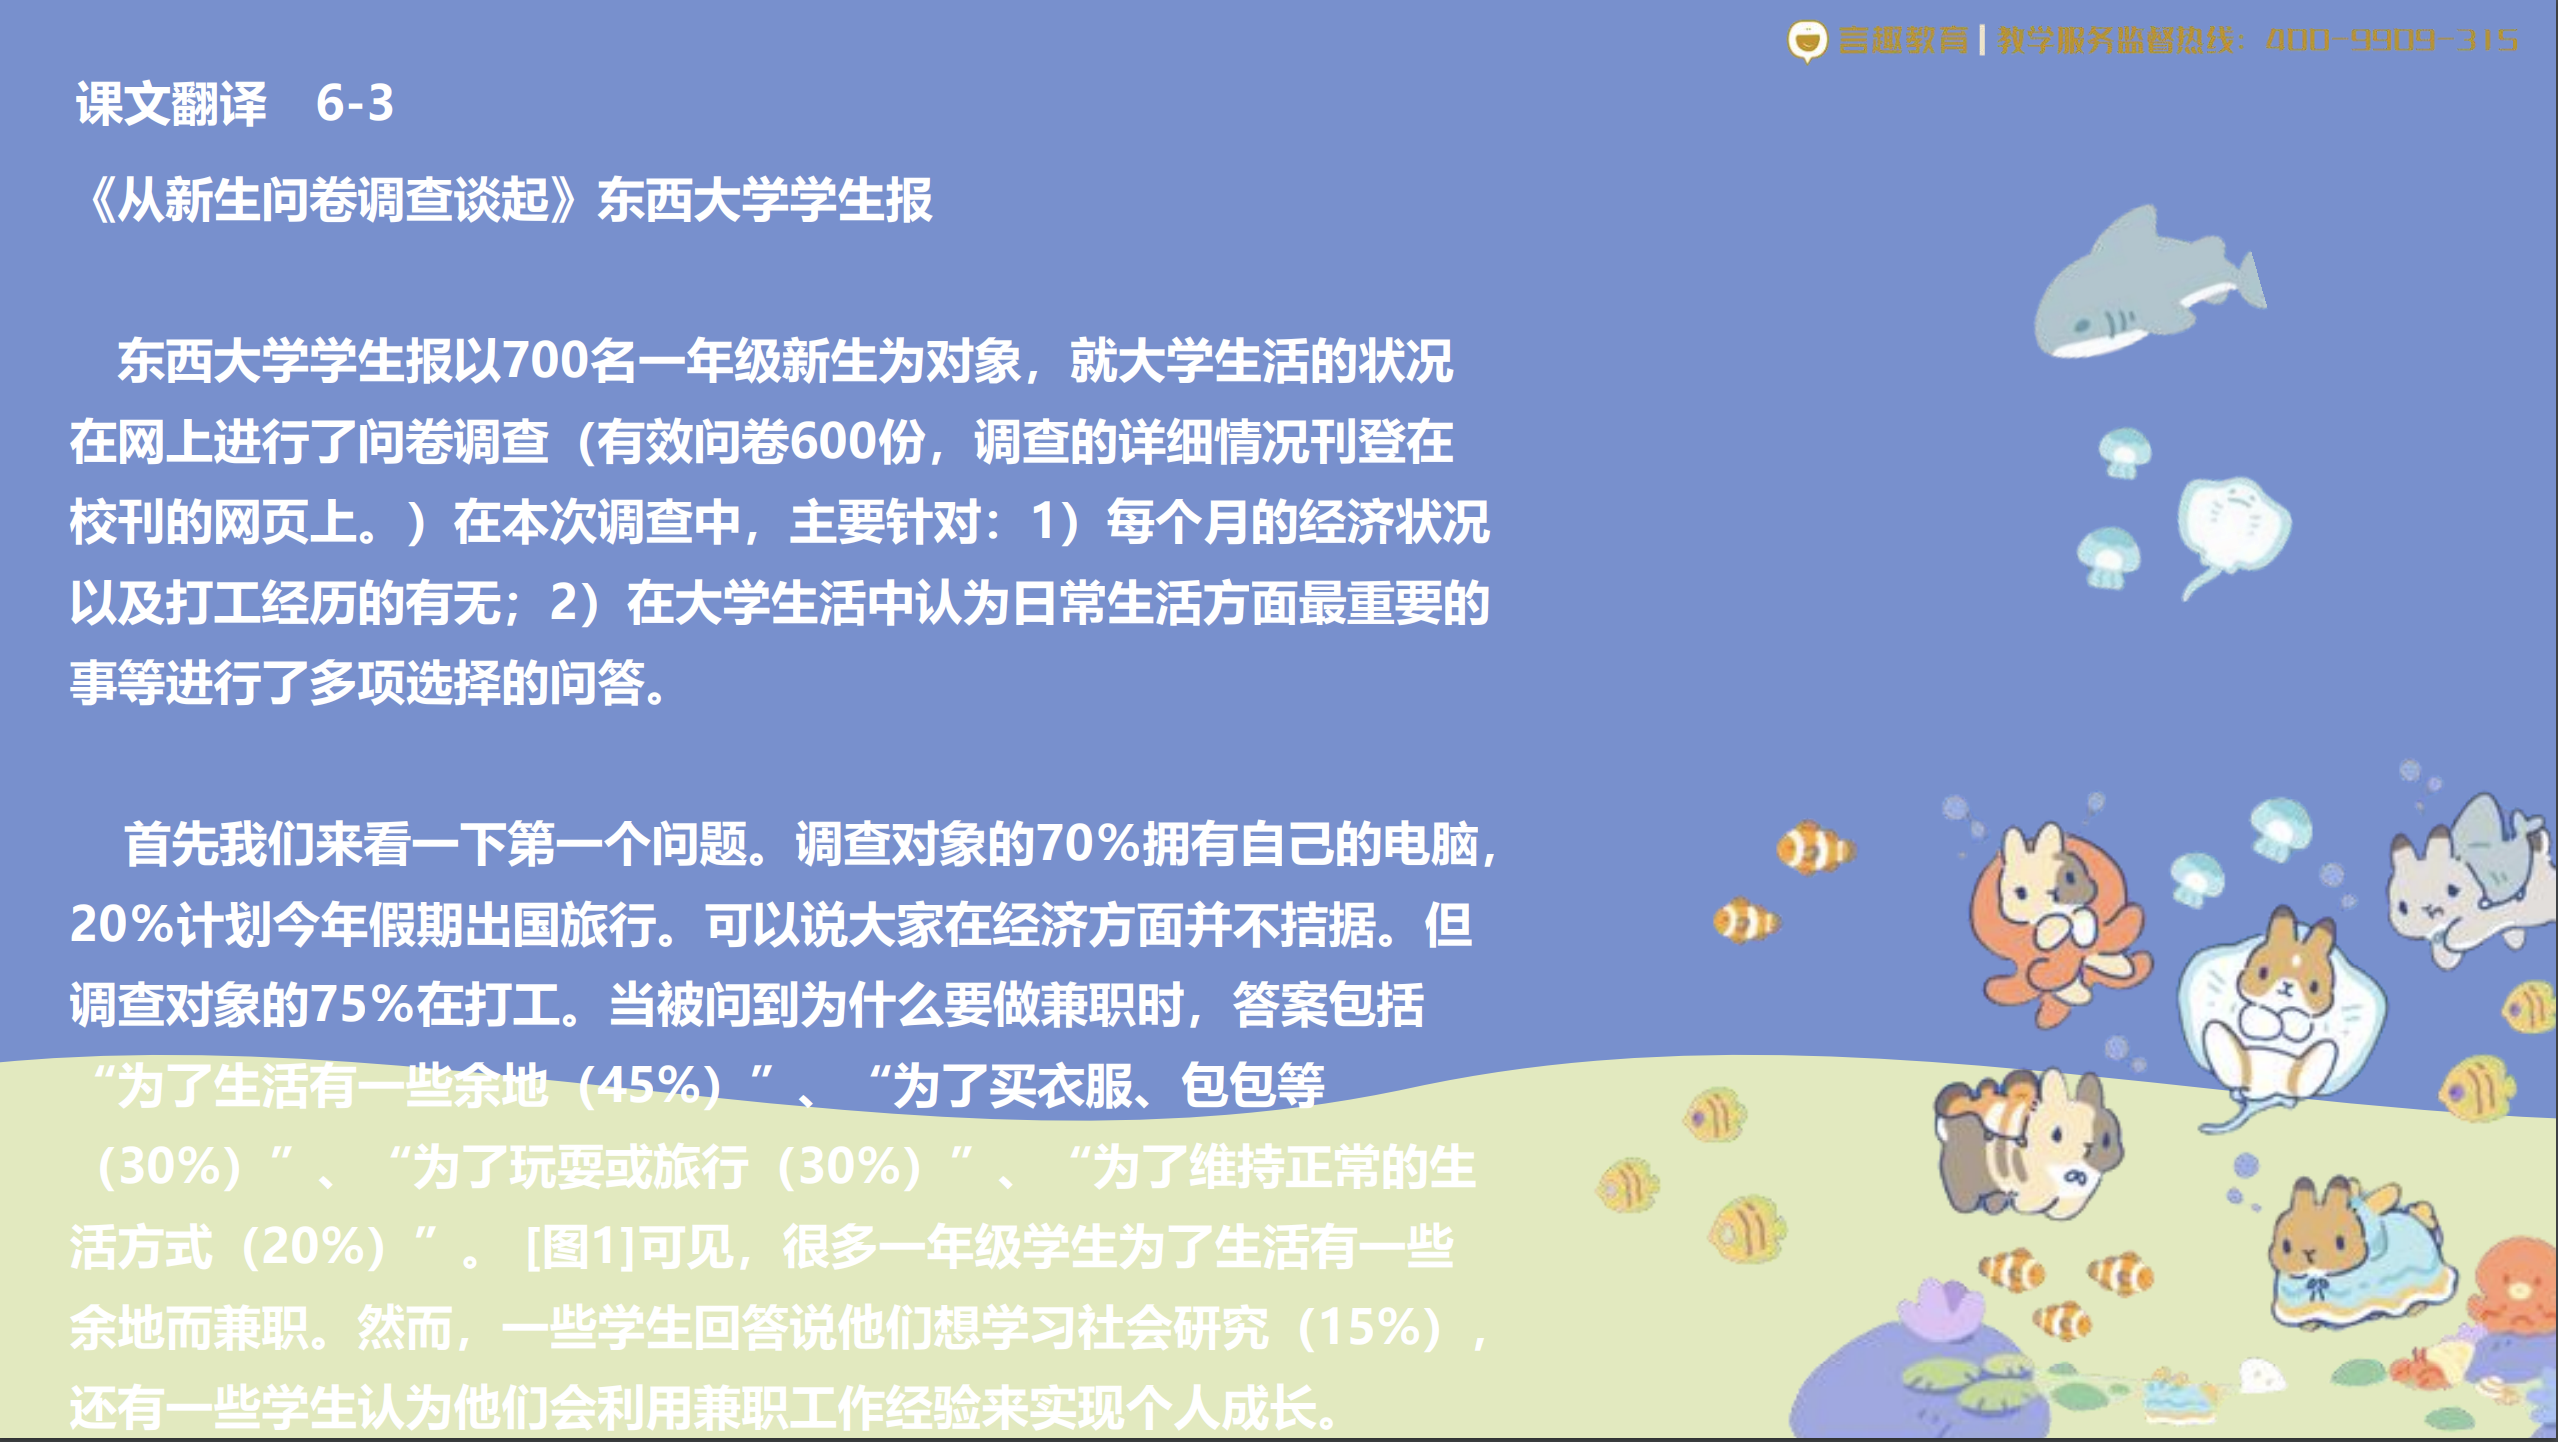 言趣教育 | 教学服务监督热线：400-9909-315
课文翻译 6-3
《从新生问卷调查谈起》东西大学学生报
东西大学学生报以700名一年级新生为对象，就大学生活的状况
在网上进行了问卷调查（有效问卷600份，调查的详细情况刊登在
校刊的网页上。）在本次调查中，主要针对：1）每个月的经济状况
以及打工经历的有无；2）在大学生活中认为日常生活方面最重要的
事等进行了多项选择的问答。
首先我们来看一下第一个问题。调查对象的70%拥有自己的电脑，
20%计划今年假期出国旅行。可以说大家在经济方面并不拮据。但
调查对象的75%在打工。当被问到为什么要做兼职时，答案包括
“为了生活有一些余地（45%）”、“为了买衣服、包包等
（30%）”、“为了玩耍或旅行（30%）”、“为了维持正常的生
活方式（20%）”。 [图1]可见，很多一年级学生为了生活有一些
余地而兼职。然而，一些学生回答说他们想学习社会研究（15%），
还有一些学生认为他们会利用兼职工作经验来实现个人成长。